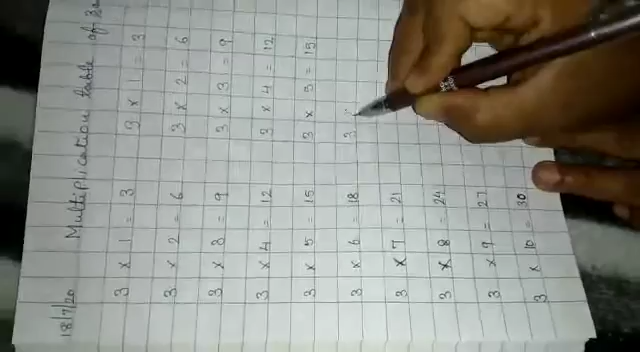 18/7/20
Multiplication table of
3 x 1 = 3
3 x 2 = 6
3 x 3 = 9
3 x 4 = 12
3 x 5 = 15
3 x 6 = 18
3 x 7 = 21
3 x 8 = 24
3 x 9 = 27
3 x 10 = 30
3 x 1 = 3
3 x 2 = 6
3 x 3 = 9
3 x 4 = 12
3 x 5 = 15
3